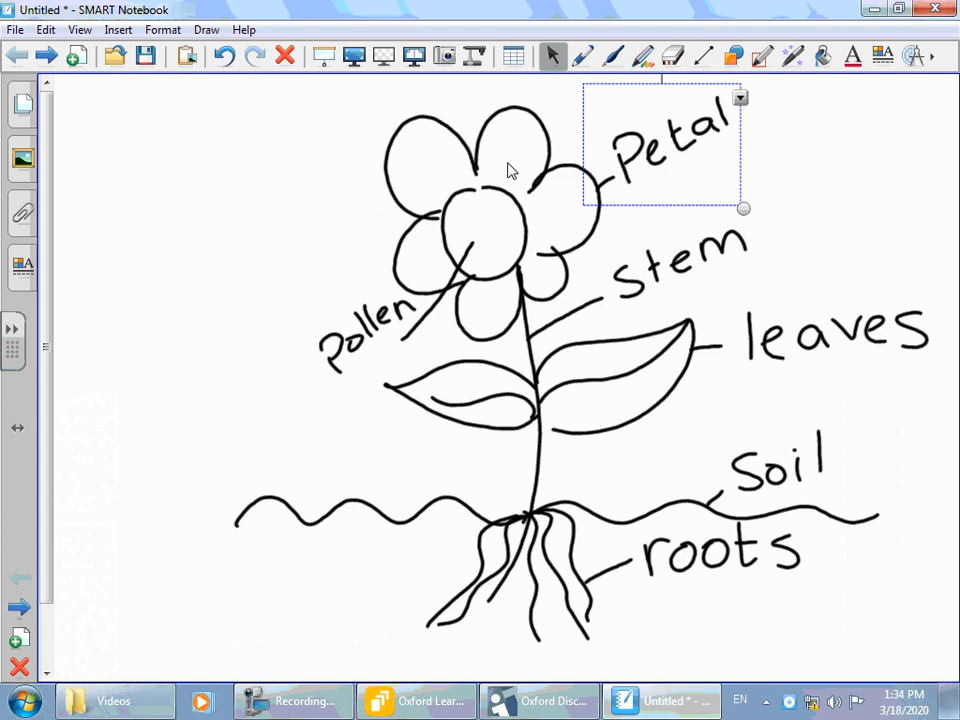 Untitled * - SMART Notebook
File Edit View Insert Format Draw Help
Petal
Stem
Pollen
leaves
Soil
roots
Videos
Recording...
Oxford Lear...
Oxford Disc...
Untitled * - ...
EN
1:34 PM
3/18/2020